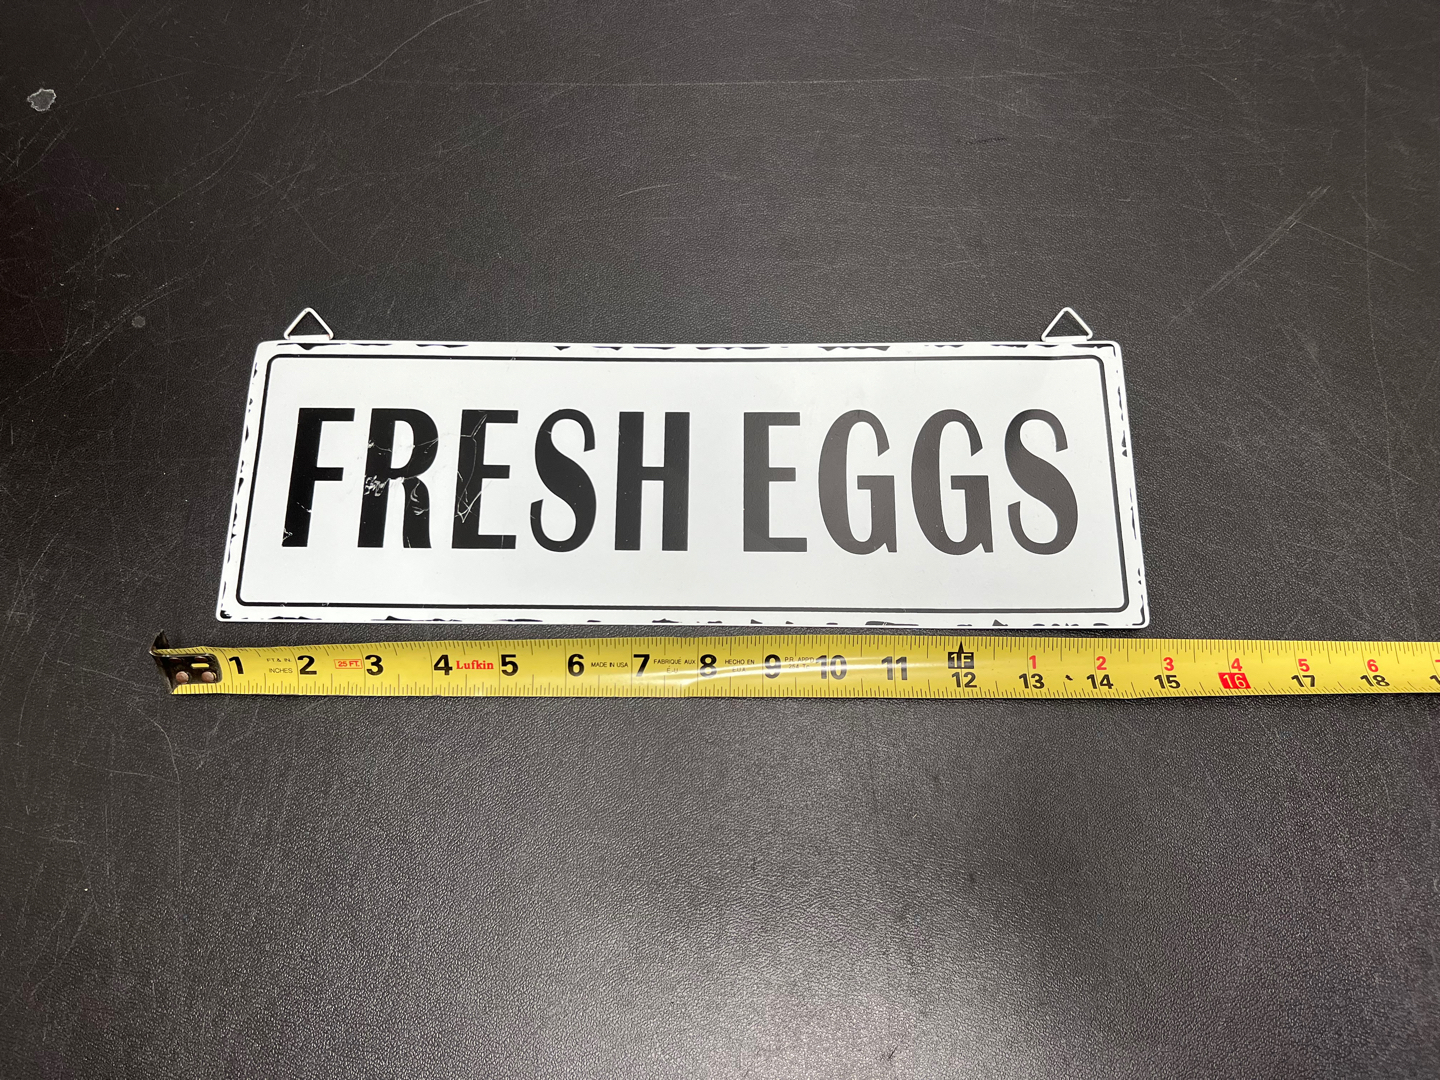 FRESH EGGS
1F 1 2 3 4 5 6
1 FT & IN INCHES 2 25 FT. 3 4 Lufkin 5 6 MADE IN USA 7 FABRIQUÉ AUX É.U. 8 HECHO EN E.U.A. 9 10 11 12 13 14 15 16 17 18